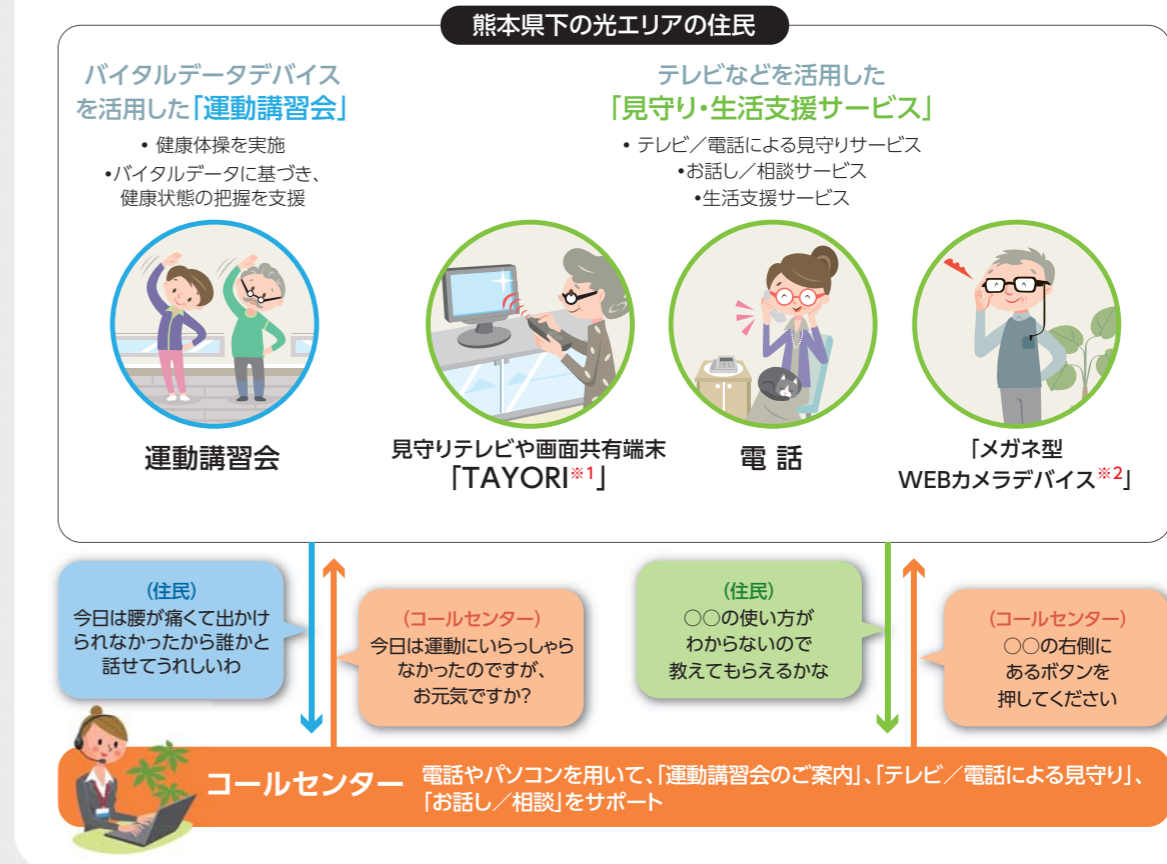 熊本県下の光エリアの住民
バイタルデータデバイス
を活用した「運動講習会」
• 健康体操を実施
•バイタルデータに基づき、
健康状態の把握を支援
テレビなどを活用した
「見守り・生活支援サービス」
• テレビ／電話による見守りサービス
•お話し／相談サービス
•生活支援サービス
運動講習会
見守りテレビや画面共有端末
「TAYORI※1」
電 話
「メガネ型
WEBカメラデバイス※2」
(住民)
今日は腰が痛くて出かけ
られなかったから誰かと
話せてうれしいわ
(コールセンター)
今日は運動にいらっしゃら
なかったのですが、
お元気ですか?
(住民)
○○の使い方が
わからないので
教えてもらえるかな
(コールセンター)
○○の右側に
あるボタンを
押してください
コールセンター
電話やパソコンを用いて、「運動講習会のご案内」、「テレビ／電話による見守り」、
「お話し／相談」をサポート